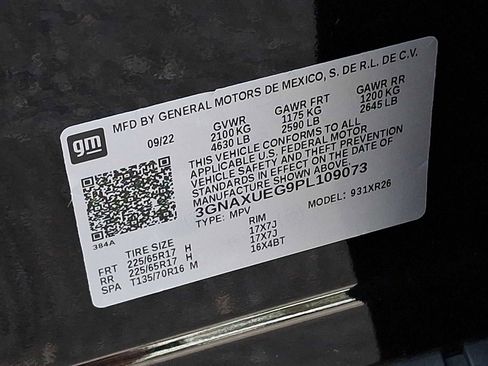 gm
MFD BY GENERAL MOTORS DE MEXICO, S. DE R.L. DE C.V.
09/22 GVWR GAWR FRT GAWR RR
2100 KG 1175 KG 1200 KG
4630 LB 2590 LB 2645 LB
THIS VEHICLE CONFORMS TO ALL
APPLICABLE U.S. FEDERAL MOTOR
VEHICLE SAFETY AND THEFT PREVENTION
STANDARDS IN EFFECT ON THE DATE OF
MANUFACTURE SHOWN ABOVE.
3GNAXUEG9PL109073
TYPE: MPV MODEL: 931XR26
384A
TIRE SIZE RIM
FRT 225/65R17 H 17X7J
RR 225/65R17 H 17X7J
SPA T135/70R16 M 16X4BT